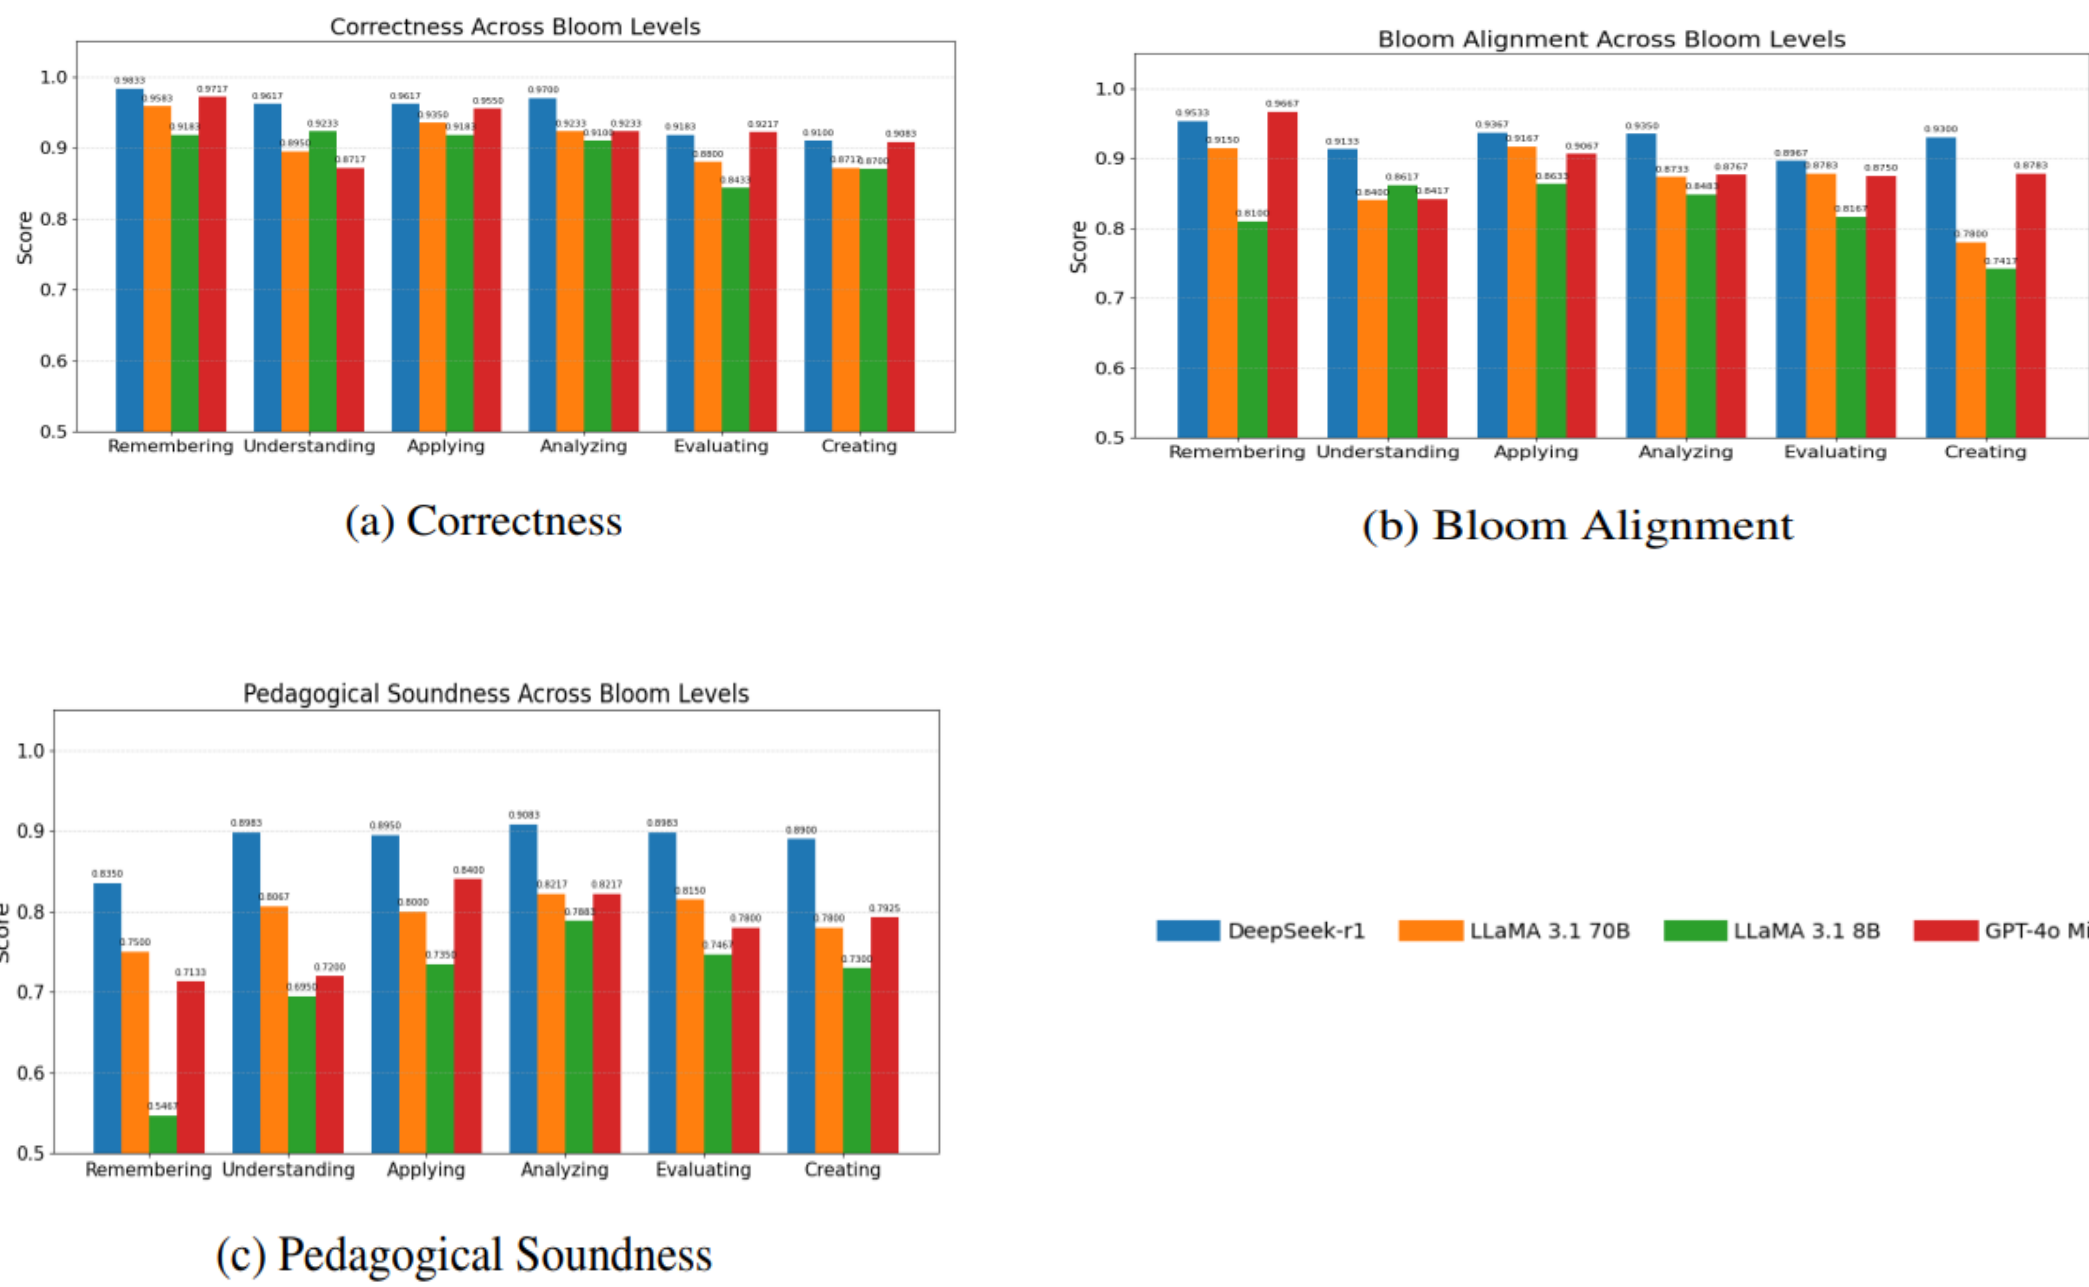 Correctness Across Bloom Levels
Score
1.0
0.9
0.8
0.7
0.6
0.5
0.9833 0.9583 0.9183 0.9717
0.9617 0.8950 0.9233 0.8717
0.9617 0.9350 0.9183 0.9550
0.9700 0.9233 0.9100 0.9233
0.9183 0.8800 0.8433 0.9217
0.9100 0.8717 0.8700 0.9083
Remembering Understanding Applying Analyzing Evaluating Creating
(a) Correctness
Bloom Alignment Across Bloom Levels
Score
1.0
0.9
0.8
0.7
0.6
0.5
0.9533 0.9150 0.8100 0.9667
0.9133 0.8400 0.8617 0.8417
0.9367 0.9167 0.8633 0.9067
0.9350 0.8733 0.8483 0.8767
0.8967 0.8783 0.8167 0.8750
0.9300 0.7800 0.7417 0.8783
Remembering Understanding Applying Analyzing Evaluating Creating
(b) Bloom Alignment
Pedagogical Soundness Across Bloom Levels
Score
1.0
0.9
0.8
0.7
0.6
0.5
0.8350 0.7500 0.5467 0.7133
0.8983 0.8067 0.6950 0.7200
0.8950 0.8000 0.7350 0.8400
0.9083 0.8217 0.7883 0.8217
0.8983 0.8150 0.7467 0.7800
0.8900 0.7800 0.7300 0.7925
Remembering Understanding Applying Analyzing Evaluating Creating
(c) Pedagogical Soundness
DeepSeek-r1 LLaMA 3.1 70B LLaMA 3.1 8B GPT-4o Mi